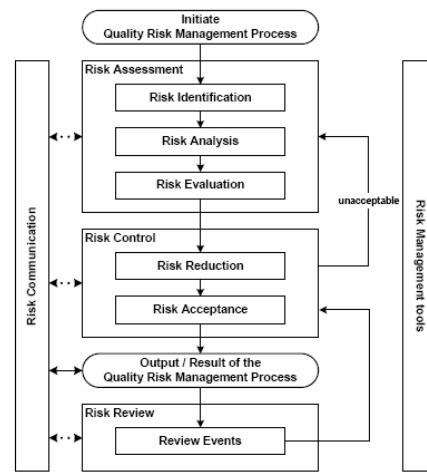 Initiate
Quality Risk Management Process
Risk Assessment
Risk Identification
Risk Analysis
Risk Evaluation
unacceptable
Risk Control
Risk Reduction
Risk Acceptance
Output / Result of the
Quality Risk Management Process
Risk Review
Review Events
Risk Communication
Risk Management tools